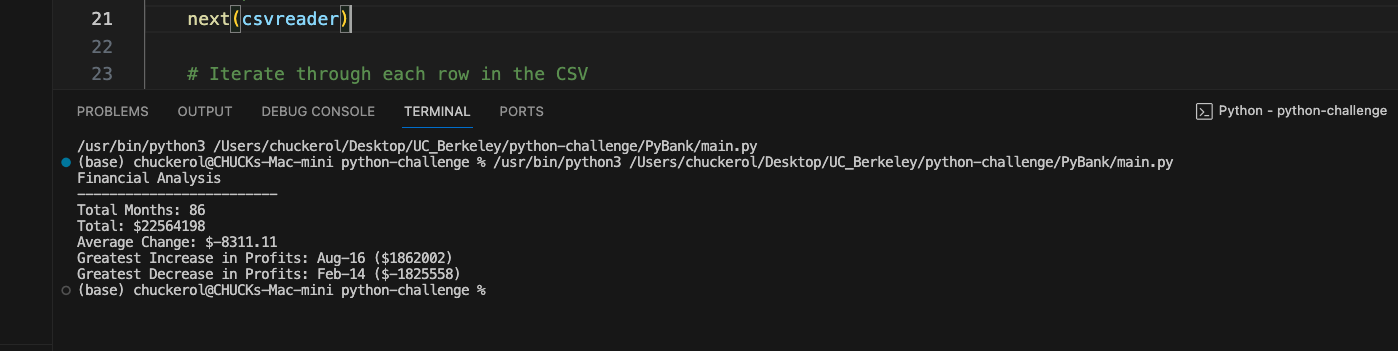 21 next(csvreader)
22
23 # Iterate through each row in the CSV
PROBLEMS OUTPUT DEBUG CONSOLE TERMINAL PORTS Python - python-challenge
/usr/bin/python3 /Users/chuckerol/Desktop/UC_Berkeley/python-challenge/PyBank/main.py
(base) chuckerol@CHUCKs-Mac-mini python-challenge % /usr/bin/python3 /Users/chuckerol/Desktop/UC_Berkeley/python-challenge/PyBank/main.py
Financial Analysis
-------------------------
Total Months: 86
Total: $22564198
Average Change: $-8311.11
Greatest Increase in Profits: Aug-16 ($1862002)
Greatest Decrease in Profits: Feb-14 ($-1825558)
(base) chuckerol@CHUCKs-Mac-mini python-challenge %